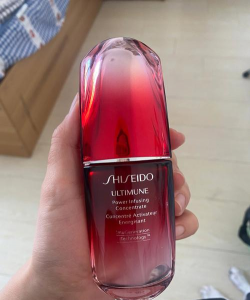 SHISEIDO
ULTIMUNE
Power Infusing
Concentrate
Concentré Activateur
Énergisant